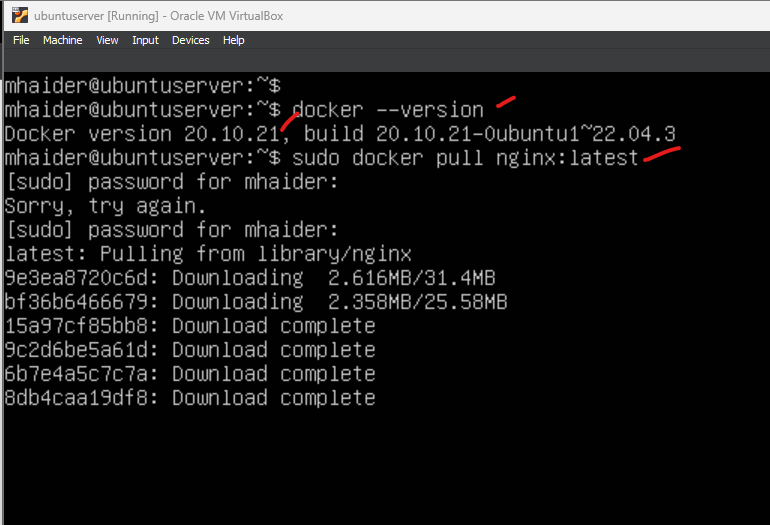 ubuntuserver [Running] - Oracle VM VirtualBox
File Machine View Input Devices Help
mhaider@ubuntuserver:~$
mhaider@ubuntuserver:~$ docker --version
Docker version 20.10.21, build 20.10.21-0ubuntu1~22.04.3
mhaider@ubuntuserver:~$ sudo docker pull nginx:latest
[sudo] password for mhaider:
Sorry, try again.
[sudo] password for mhaider:
latest: Pulling from library/nginx
9e3ea8720c6d: Downloading 2.616MB/31.4MB
bf36b6466679: Downloading 2.358MB/25.58MB
15a97cf85bb8: Download complete
9c2d6be5a61d: Download complete
6b7e4a5c7c7a: Download complete
8db4caa19df8: Download complete